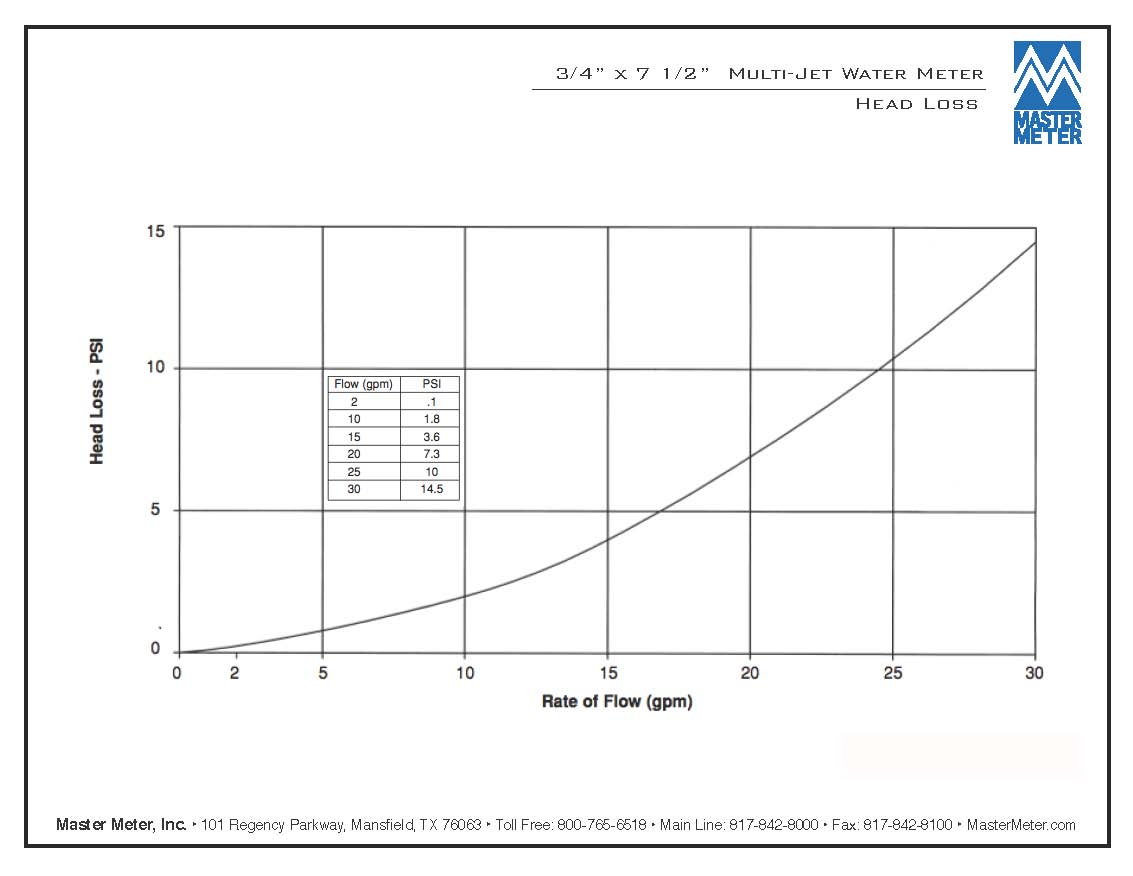 3/4” x 7 1/2” Multi-Jet Water Meter
Head Loss
MASTER
METER
15
10
5
0
Head Loss - PSI
Flow (gpm) PSI
2 .1
10 1.8
15 3.6
20 7.3
25 10
30 14.5
0 2 5 10 15 20 25 30
Rate of Flow (gpm)
Master Meter, Inc. • 101 Regency Parkway, Mansfield, TX 76063 • Toll Free: 800-765-6518 • Main Line: 817-842-8000 • Fax: 817-842-8100 • MasterMeter.com